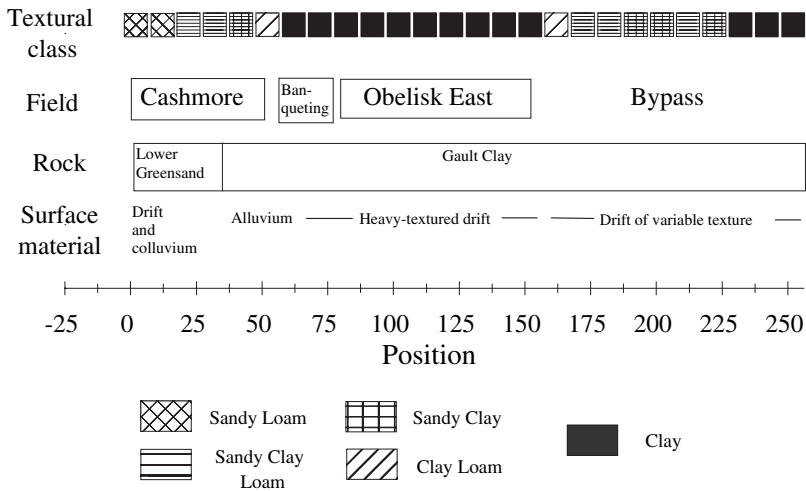 Textural
class
Field
Cashmore
Ban-
queting
Obelisk East
Bypass
Rock
Lower
Greensand
Gault Clay
Surface
material
Drift
and
colluvium
Alluvium
Heavy-textured drift
Drift of variable texture
-25 0 25 50 75 100 125 150 175 200 225 250
Position
Sandy Loam
Sandy Clay
Clay
Sandy Clay
Loam
Clay Loam